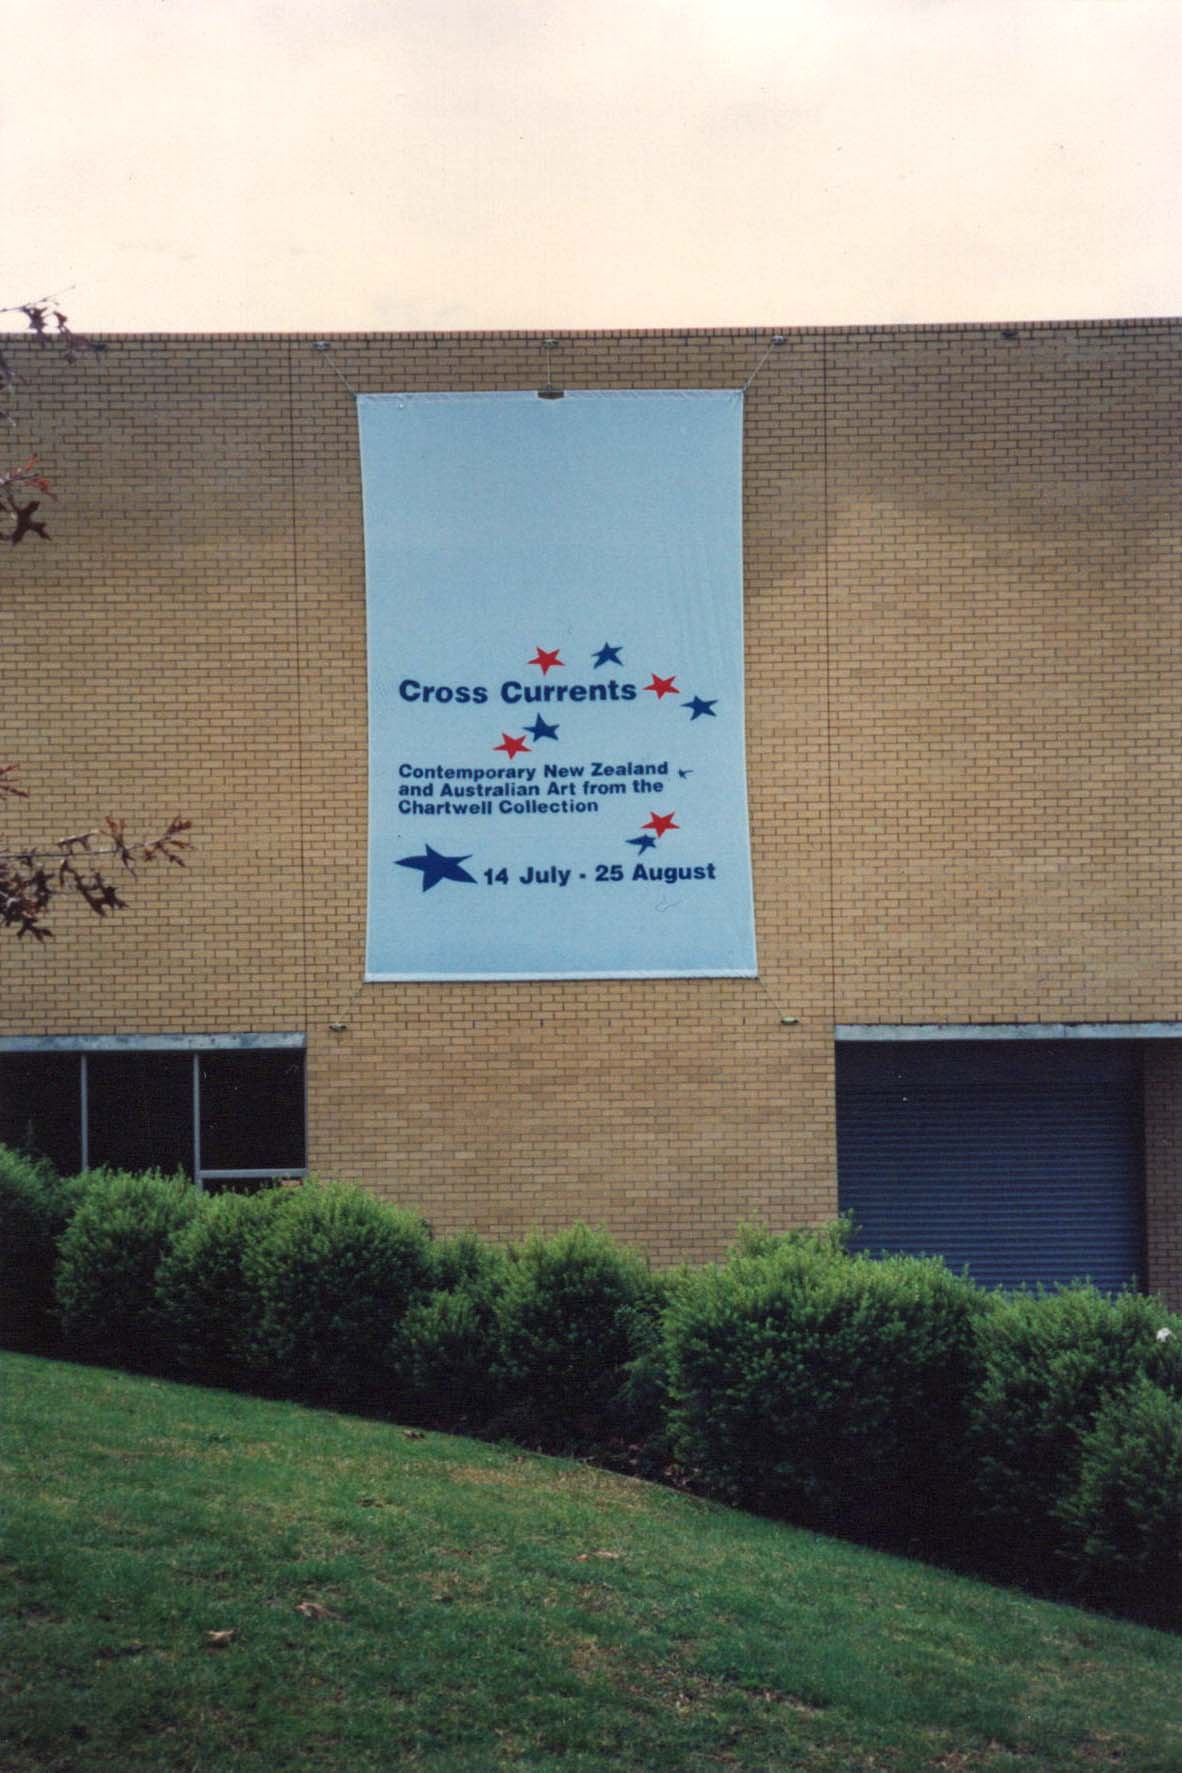 Cross Currents
Contemporary New Zealand
and Australian Art from the
Chartwell Collection
14 July - 25 August